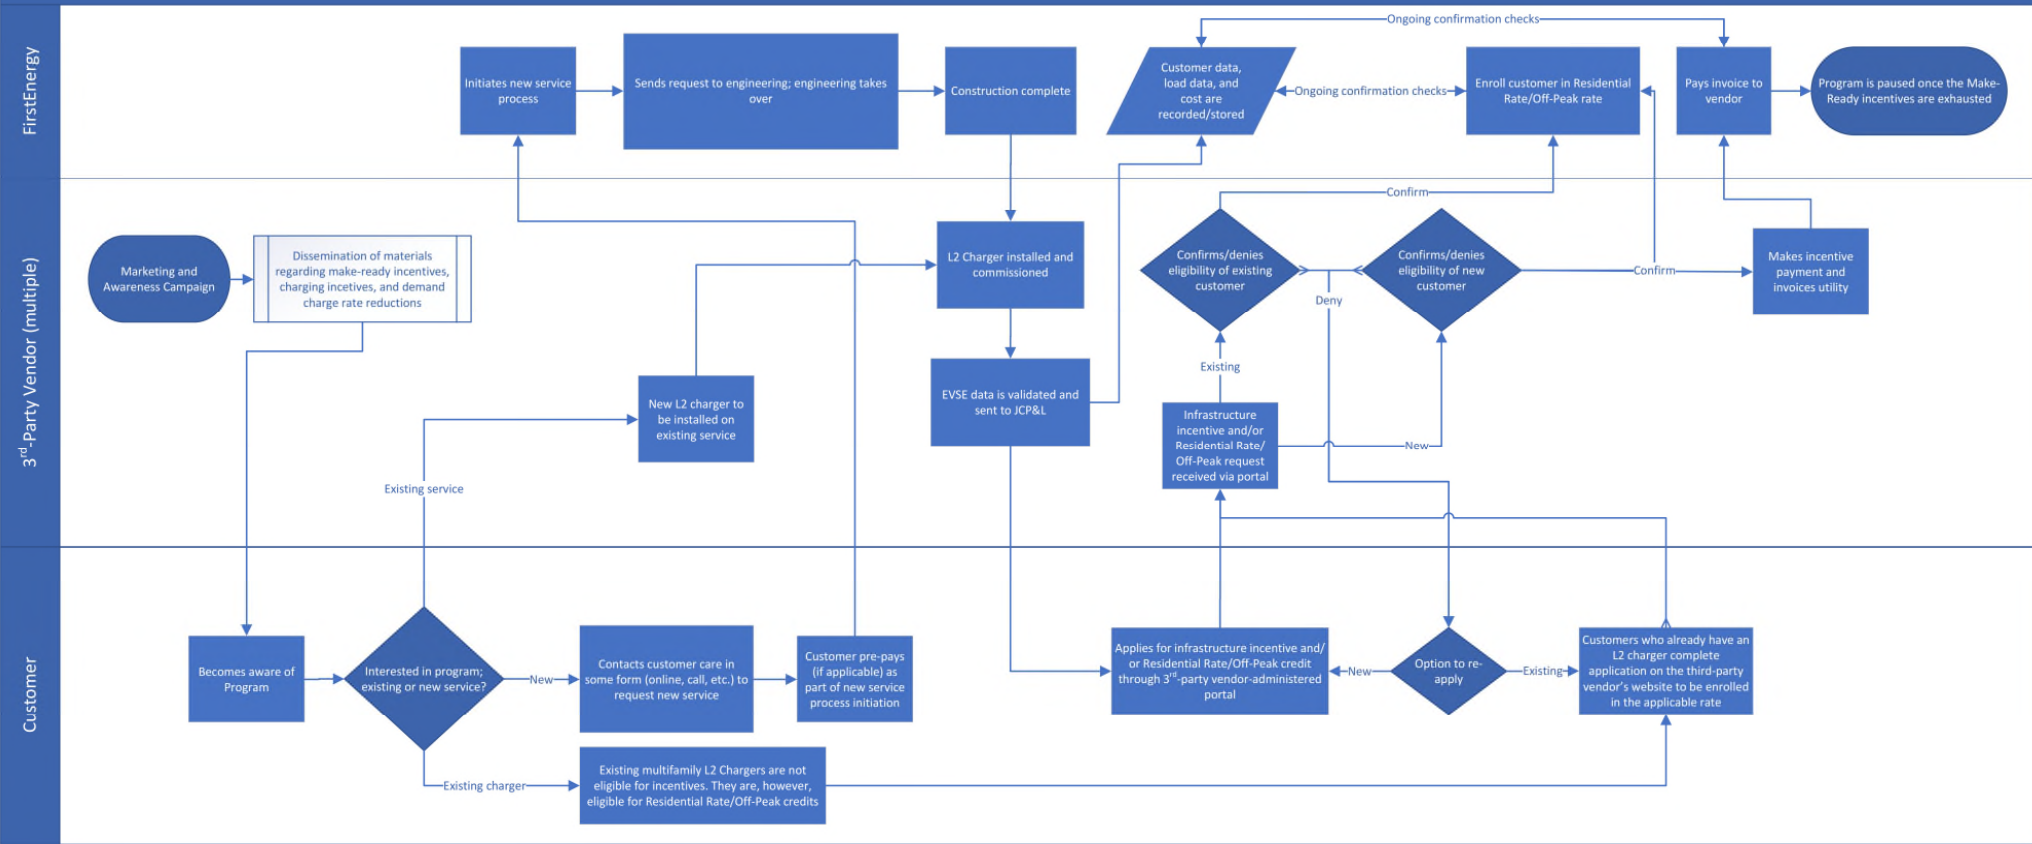 FirstEnergy
Initiates new service
process
Sends request to engineering; engineering takes
over
Construction complete
Customer data,
load data, and
cost are
recorded/stored
Ongoing confirmation checks
Ongoing confirmation checks
Enroll customer in Residential
Rate/Off-Peak rate
Pays invoice to
vendor
Program is paused once the Make-
Ready incentives are exhausted
3rd-Party Vendor (multiple)
Marketing and
Awareness Campaign
Dissemination of materials
regarding make-ready incentives,
charging incetives, and demand
charge rate reductions
New L2 charger to
be installed on
existing service
Existing service
L2 Charger installed and
commissioned
EVSE data is validated and
sent to JCP&L
Confirm
Confirms/denies
eligibility of existing
customer
Deny
Confirms/denies
eligibility of new
customer
Confirm
Makes incentive
payment and
invoices utility
Existing
Infrastructure
incentive and/or
Residential Rate/
Off-Peak request
received via portal
New
Customer
Becomes aware of
Program
Interested in program;
existing or new service?
New
Contacts customer care in
some form (online, call, etc.) to
request new service
Customer pre-pays
(if applicable) as
part of new service
process initiation
Existing charger
Existing multifamily L2 Chargers are not
eligible for incentives. They are, however,
eligible for Residential Rate/Off-Peak credits
Applies for infrastructure incentive and/
or Residential Rate/Off-Peak credit
through 3rd-party vendor-administered
portal
New
Option to re-
apply
Existing
Customers who already have an
L2 charger complete
application on the third-party
vendor's website to be enrolled
in the applicable rate